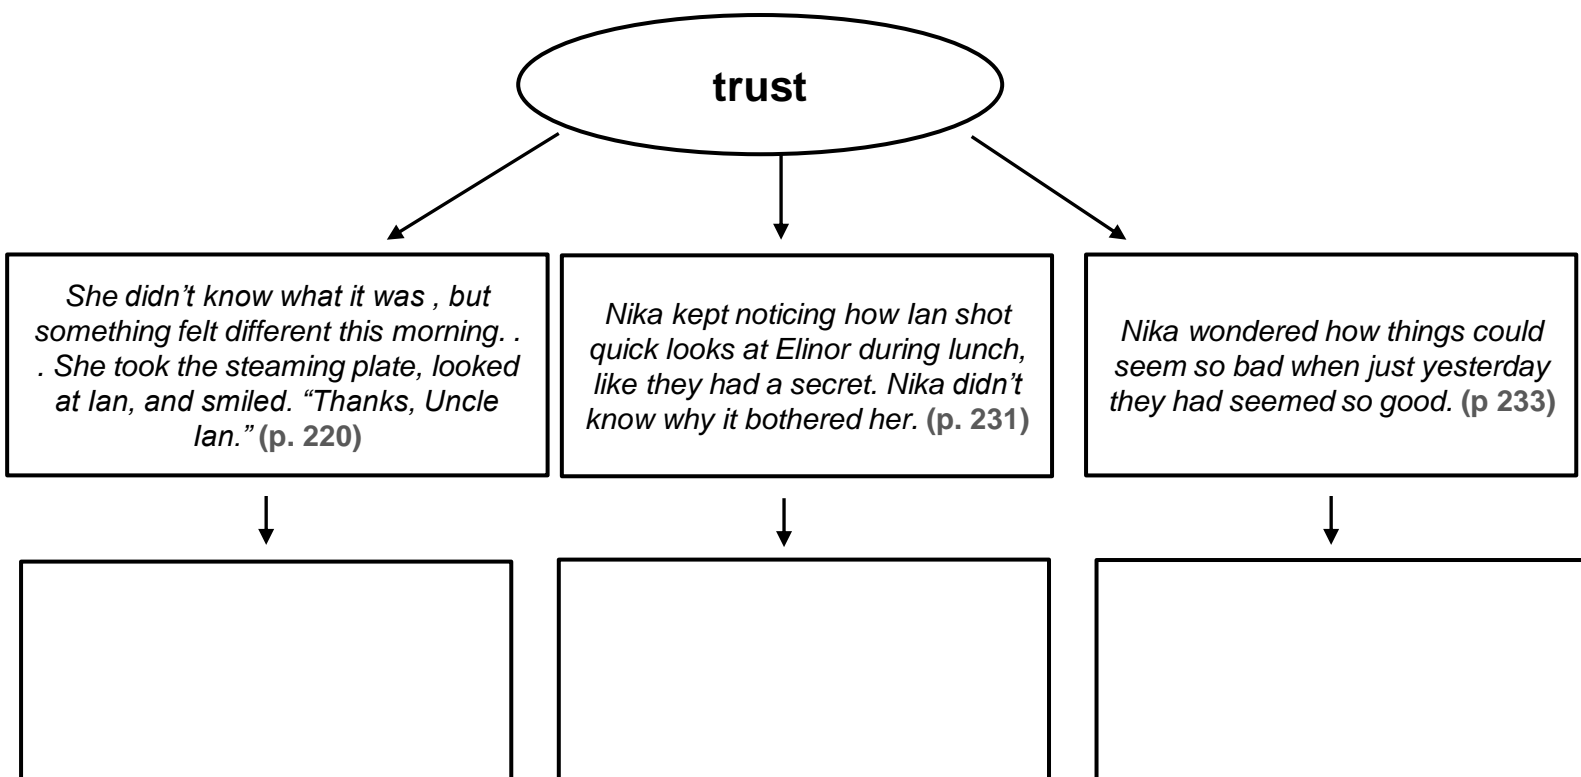 trust
She didn’t know what it was , but
something felt different this morning. .
. She took the steaming plate, looked
at Ian, and smiled. “Thanks, Uncle
Ian.” (p. 220)
Nika kept noticing how Ian shot
quick looks at Elinor during lunch,
like they had a secret. Nika didn’t
know why it bothered her. (p. 231)
Nika wondered how things could
seem so bad when just yesterday
they had seemed so good. (p 233)